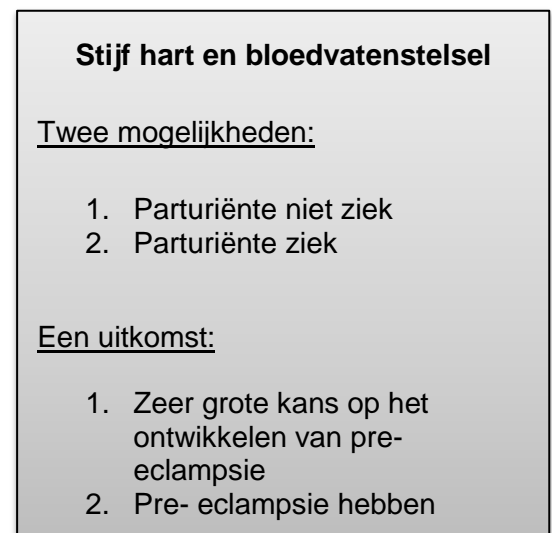 Stijf hart en bloedvatenstelsel
Twee mogelijkheden:
1. Parturiënte niet ziek
2. Parturiënte ziek
Een uitkomst:
1. Zeer grote kans op het
ontwikkelen van pre-
eclampsie
2. Pre- eclampsie hebben